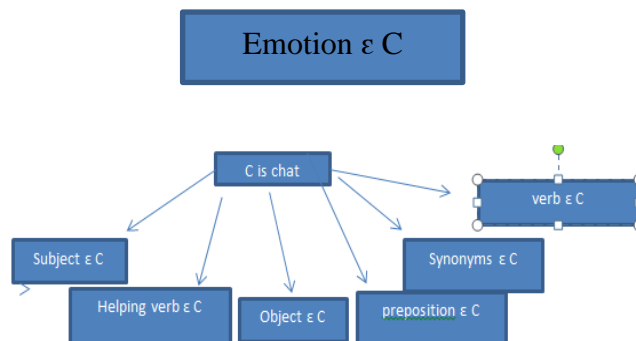 Emotion ε C
C is chat
verb ε C
Subject ε C
Synonyms ε C
Helping verb ε C
Object ε C
preposition ε C